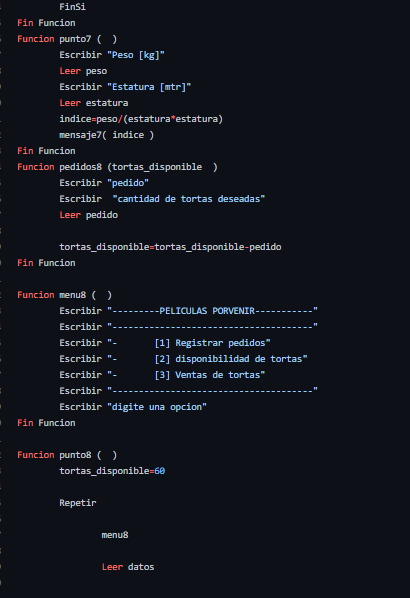 FinSi
Fin Funcion
Funcion punto7 (  )
Escribir "Peso [kg]"
Leer peso
Escribir "Estatura [mtr]"
Leer estatura
indice=peso/(estatura*estatura)
mensaje7( indice )
Fin Funcion
Funcion pedidos8 (tortas_disponible  )
Escribir "pedido"
Escribir  "cantidad de tortas deseadas"
Leer pedido
tortas_disponible=tortas_disponible-pedido
Fin Funcion
Funcion menu8 (  )
Escribir "---------PELICULAS PORVENIR-----------"
Escribir "--------------------------------------"
Escribir "-       [1] Registrar pedidos"
Escribir "-       [2] disponibilidad de tortas"
Escribir "-       [3] Ventas de tortas"
Escribir "--------------------------------------"
Escribir "digite una opcion"
Fin Funcion
Funcion punto8 (  )
tortas_disponible=60
Repetir
menu8
Leer datos